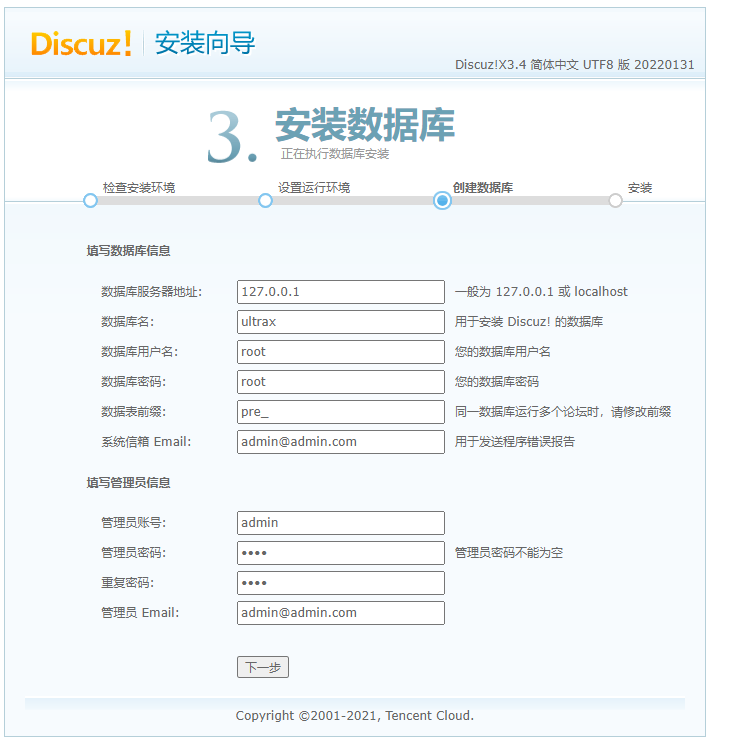 Discuz! 安装向导
Discuz!X3.4 简体中文 UTF8 版 20220131
3. 安装数据库
正在执行数据库安装
检查安装环境 设置运行环境 创建数据库 安装
填写数据库信息
数据库服务器地址: 127.0.0.1 一般为 127.0.0.1 或 localhost
数据库名: ultrax 用于安装 Discuz! 的数据库
数据库用户名: root 您的数据库用户名
数据库密码: root 您的数据库密码
数据表前缀: pre_ 同一数据库运行多个论坛时，请修改前缀
系统信箱 Email: admin@admin.com 用于发送程序错误报告
填写管理员信息
管理员账号: admin
管理员密码: •••• 管理员密码不能为空
重复密码: ••••
管理员 Email: admin@admin.com
下一步
Copyright ©2001-2021, Tencent Cloud.